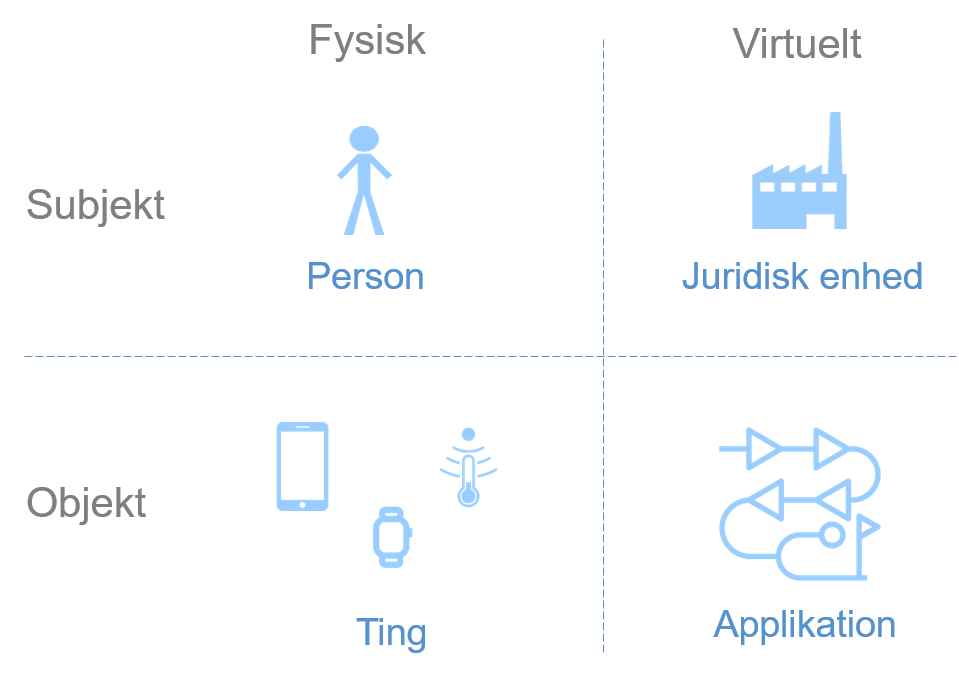 Fysisk
Virtuelt
Subjekt
Person
Juridisk enhed
Objekt
Ting
Applikation